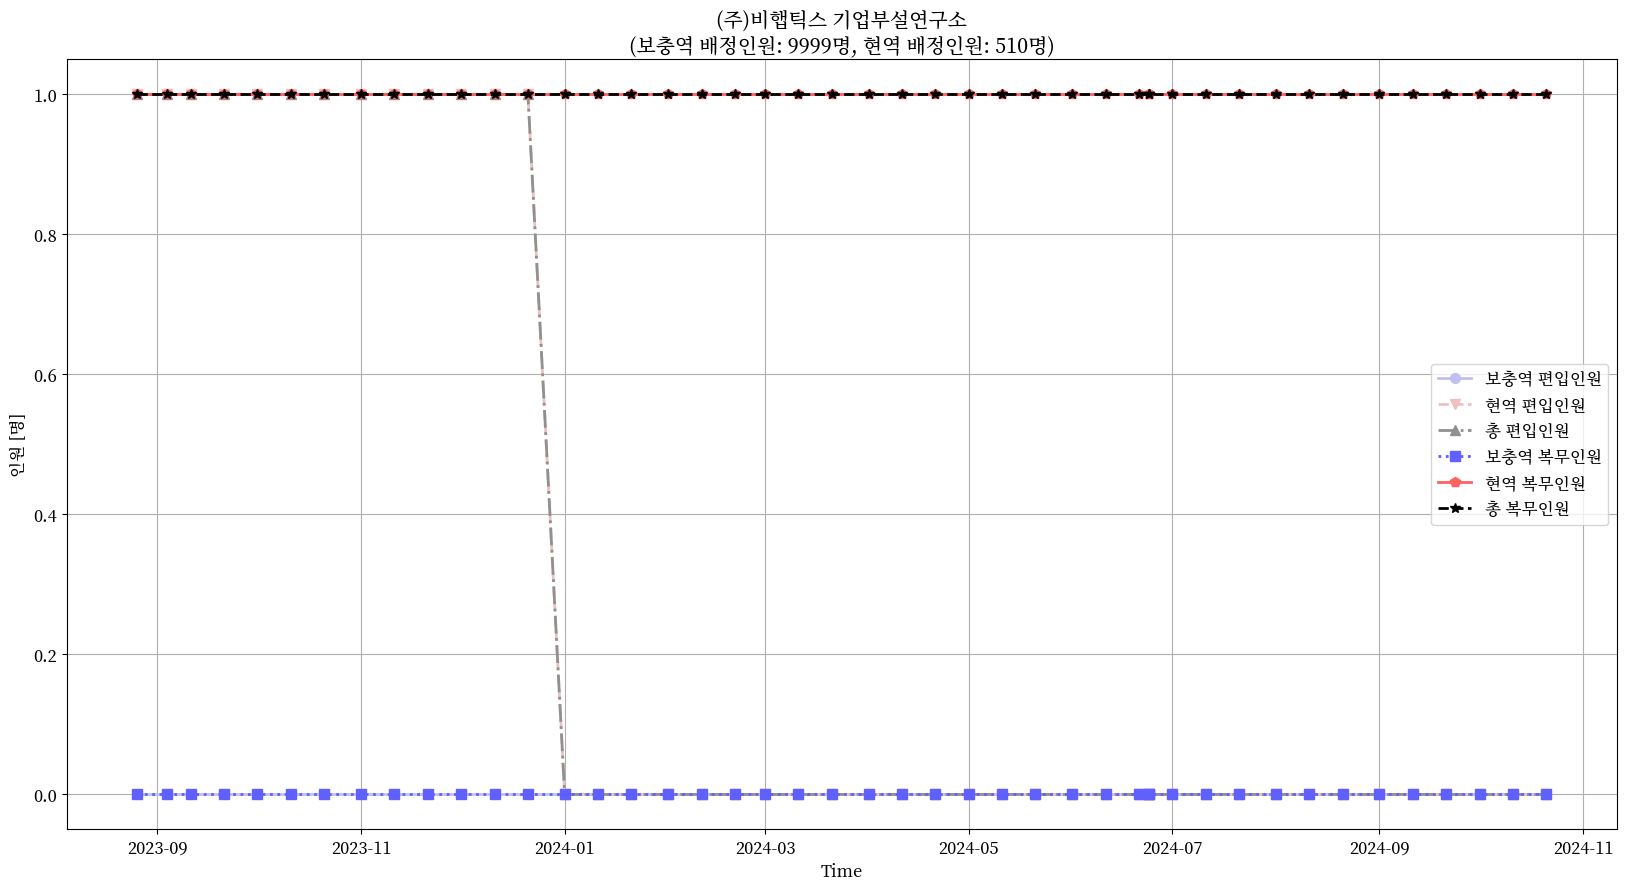 (주)비햅틱스 기업부설연구소
(보충역 배정인원: 9999명, 현역 배정인원: 510명)
인원 [명]
1.0
0.8
0.6
0.4
0.2
0.0
보충역 편입인원
현역 편입인원
총 편입인원
보충역 복무인원
현역 복무인원
총 복무인원
2023-09
2023-11
2024-01
2024-03
2024-05
2024-07
2024-09
2024-11
Time